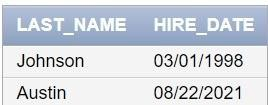 LAST_NAME HIRE_DATE
Johnson 03/01/1998
Austin 08/22/2021